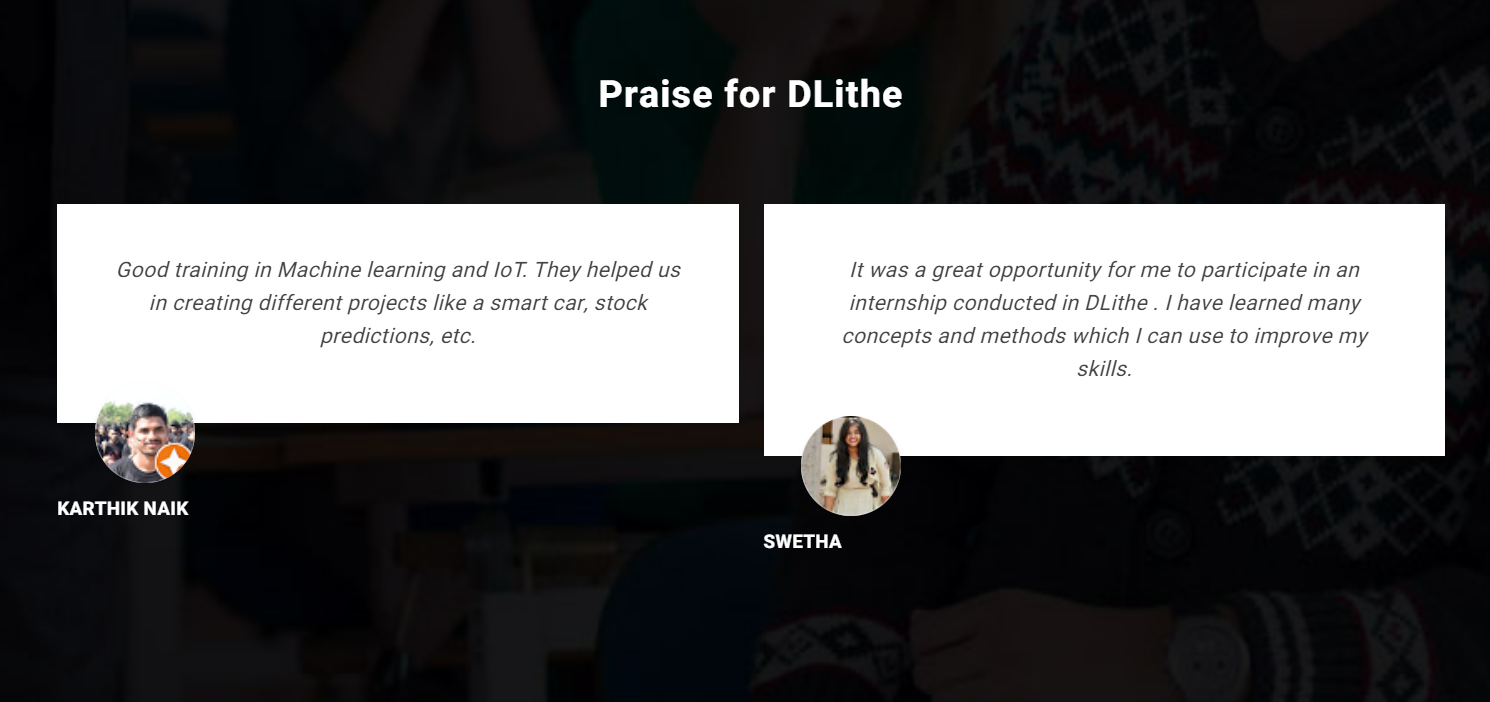 Praise for DLithe
Good training in Machine learning and IoT. They helped us
in creating different projects like a smart car, stock
predictions, etc.
KARTHIK NAIK
It was a great opportunity for me to participate in an
internship conducted in DLithe . I have learned many
concepts and methods which I can use to improve my
skills.
SWETHA